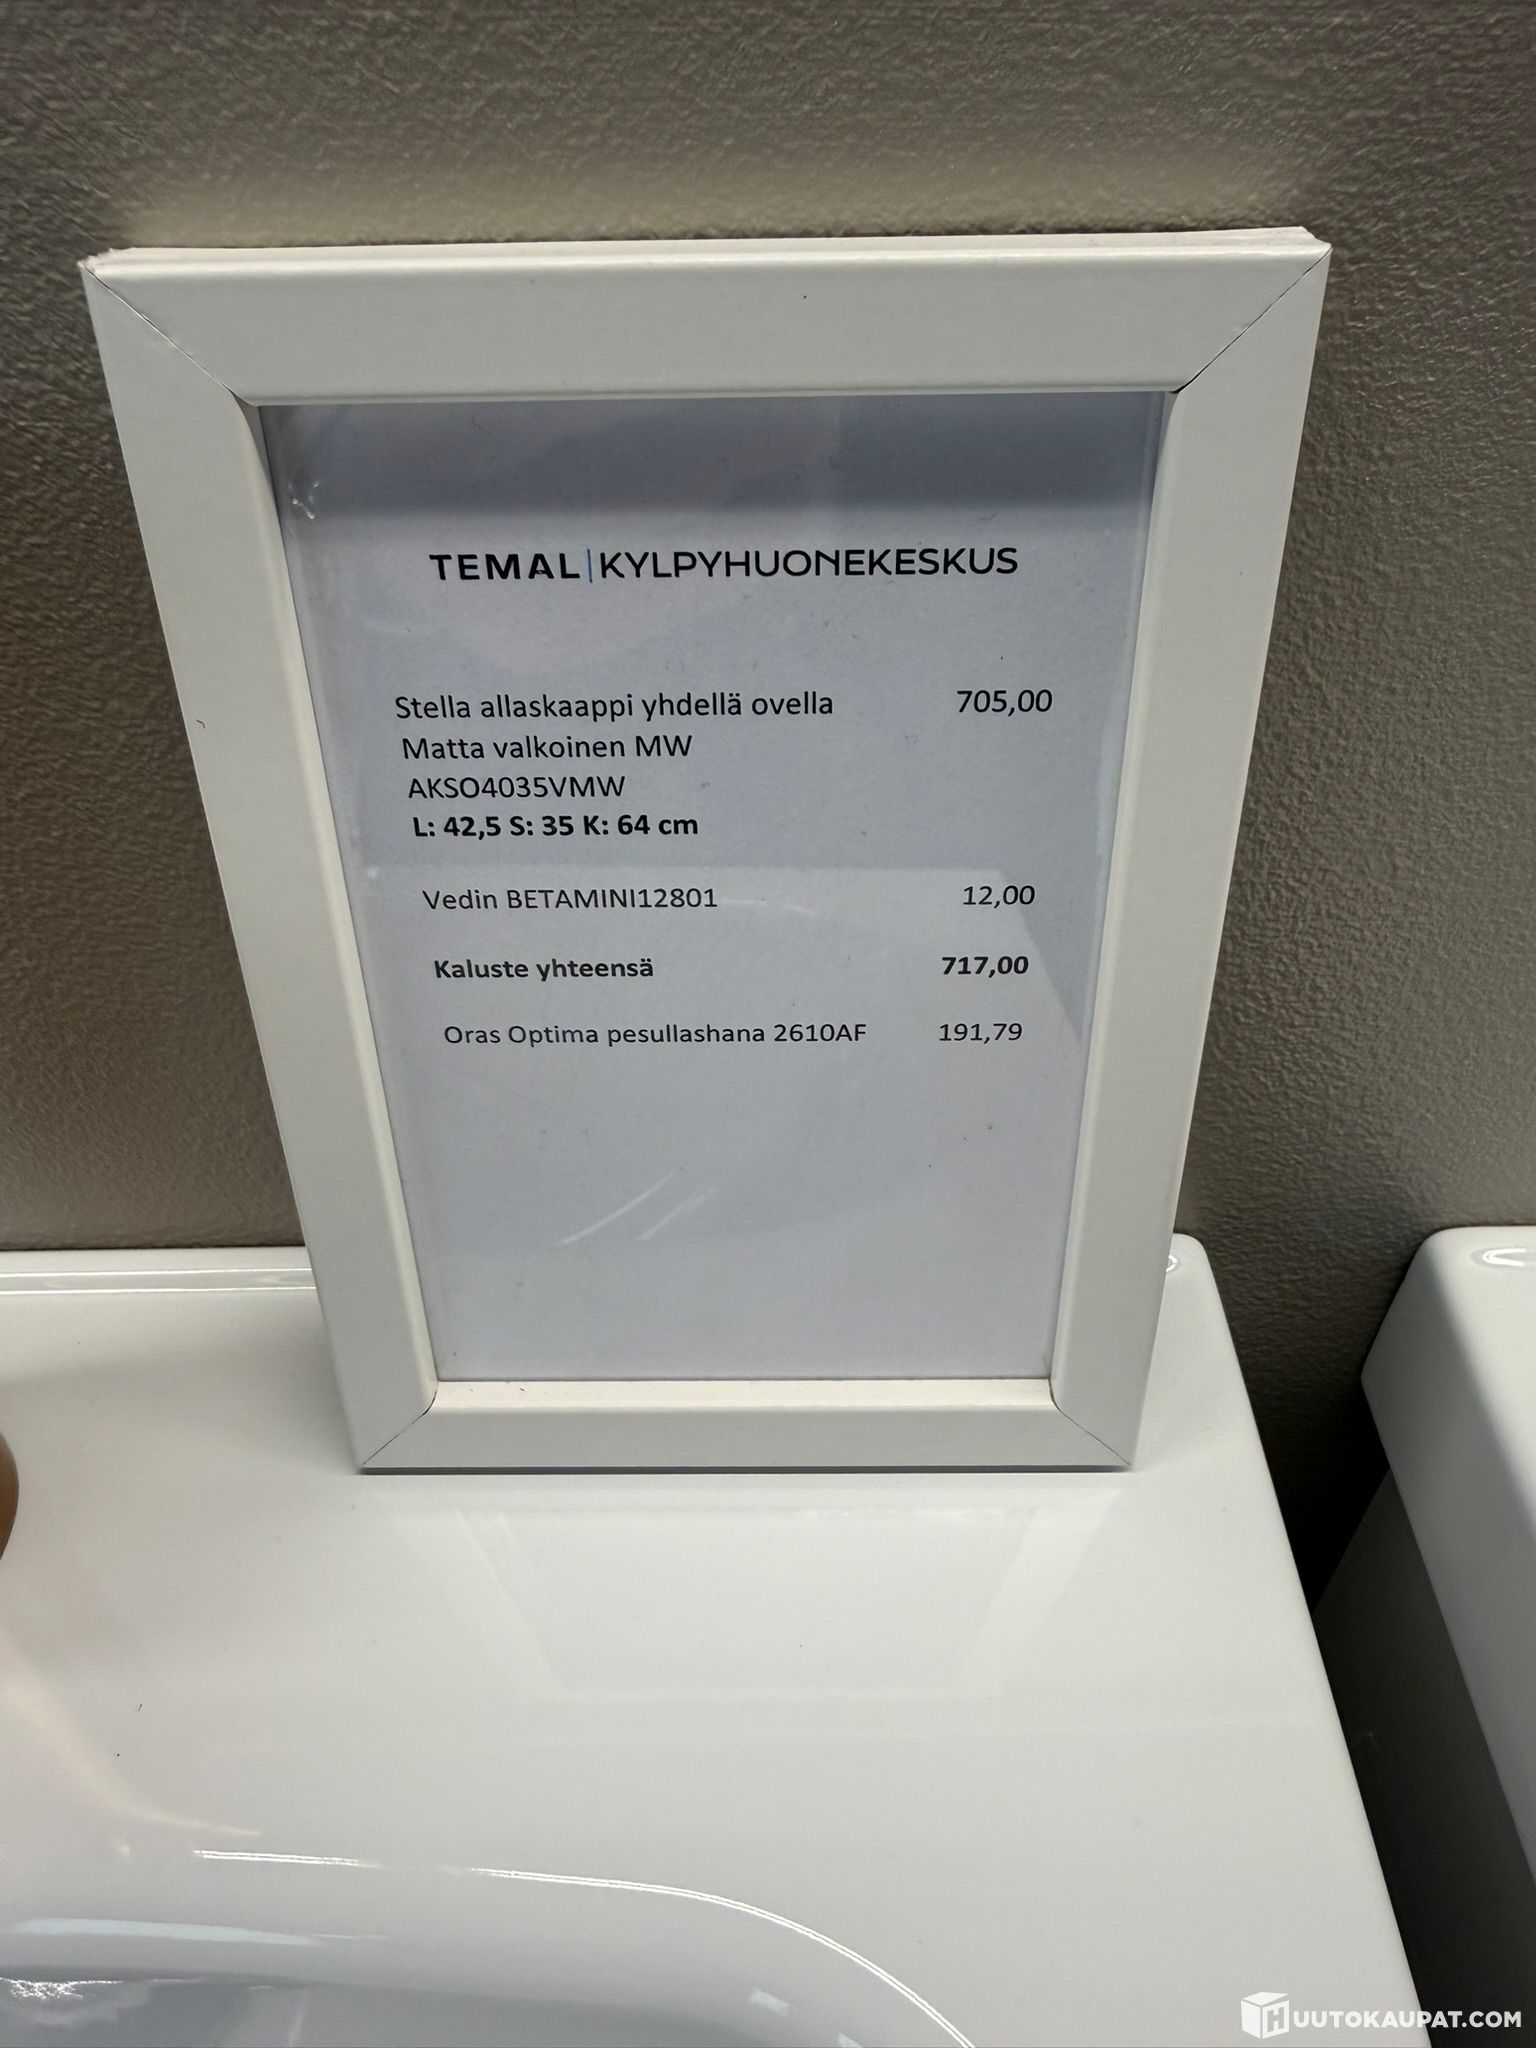 TEMAL|KYLPYHUONEKESKUS
Stella allaskaappi yhdellä ovella 705,00
Matta valkoinen MW
AKSO4035VMW
L: 42,5 S: 35 K: 64 cm
Vedin BETAMINI12801 12,00
Kaluste yhteensä 717,00
Oras Optima pesullashana 2610AF 191,79
HUUTOKAUPAT.COM